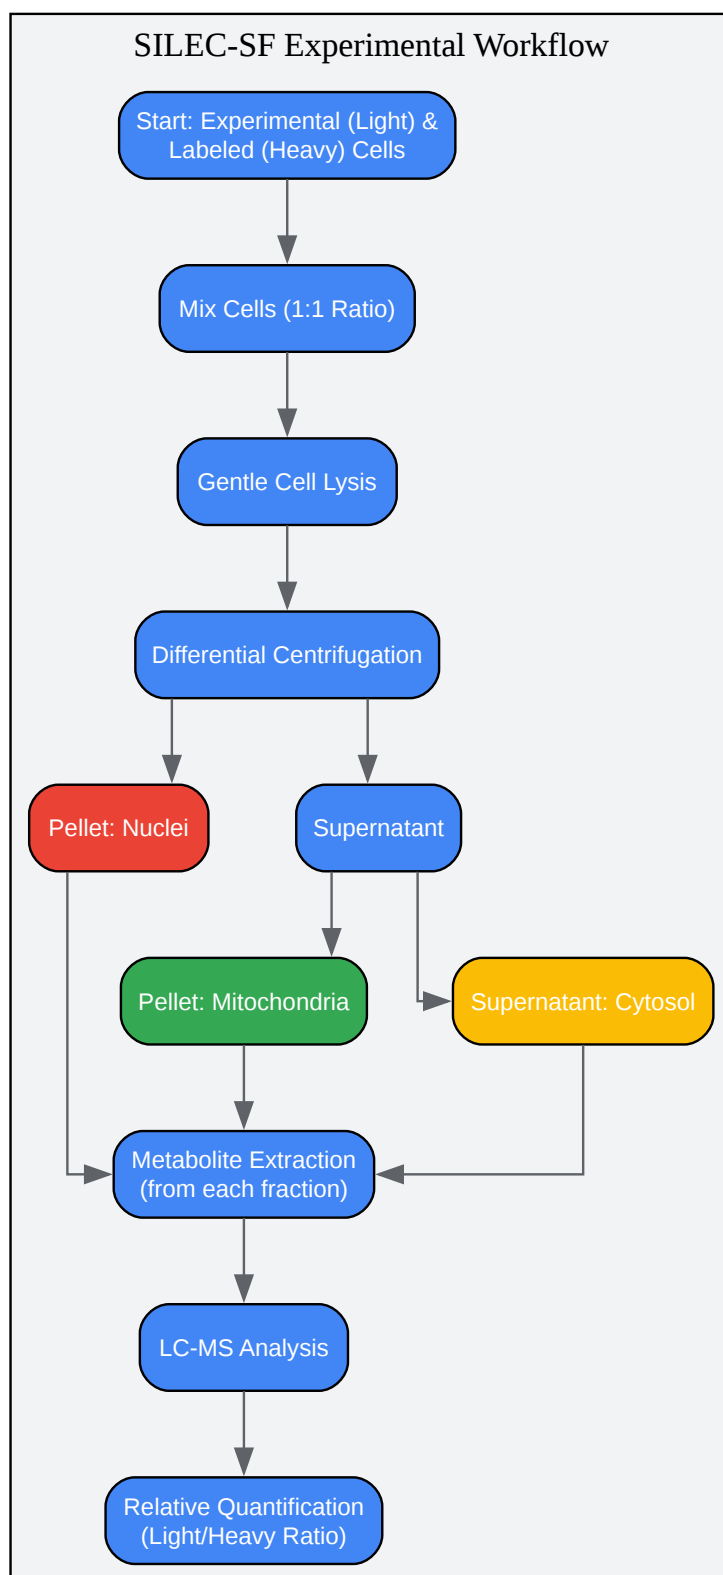 SILEC-SF Experimental Workflow
Start: Experimental (Light) &
Labeled (Heavy) Cells
Mix Cells (1:1 Ratio)
Gentle Cell Lysis
Differential Centrifugation
Pellet: Nuclei
Supernatant
Pellet: Mitochondria
Supernatant: Cytosol
Metabolite Extraction
(from each fraction)
LC-MS Analysis
Relative Quantification
(Light/Heavy Ratio)